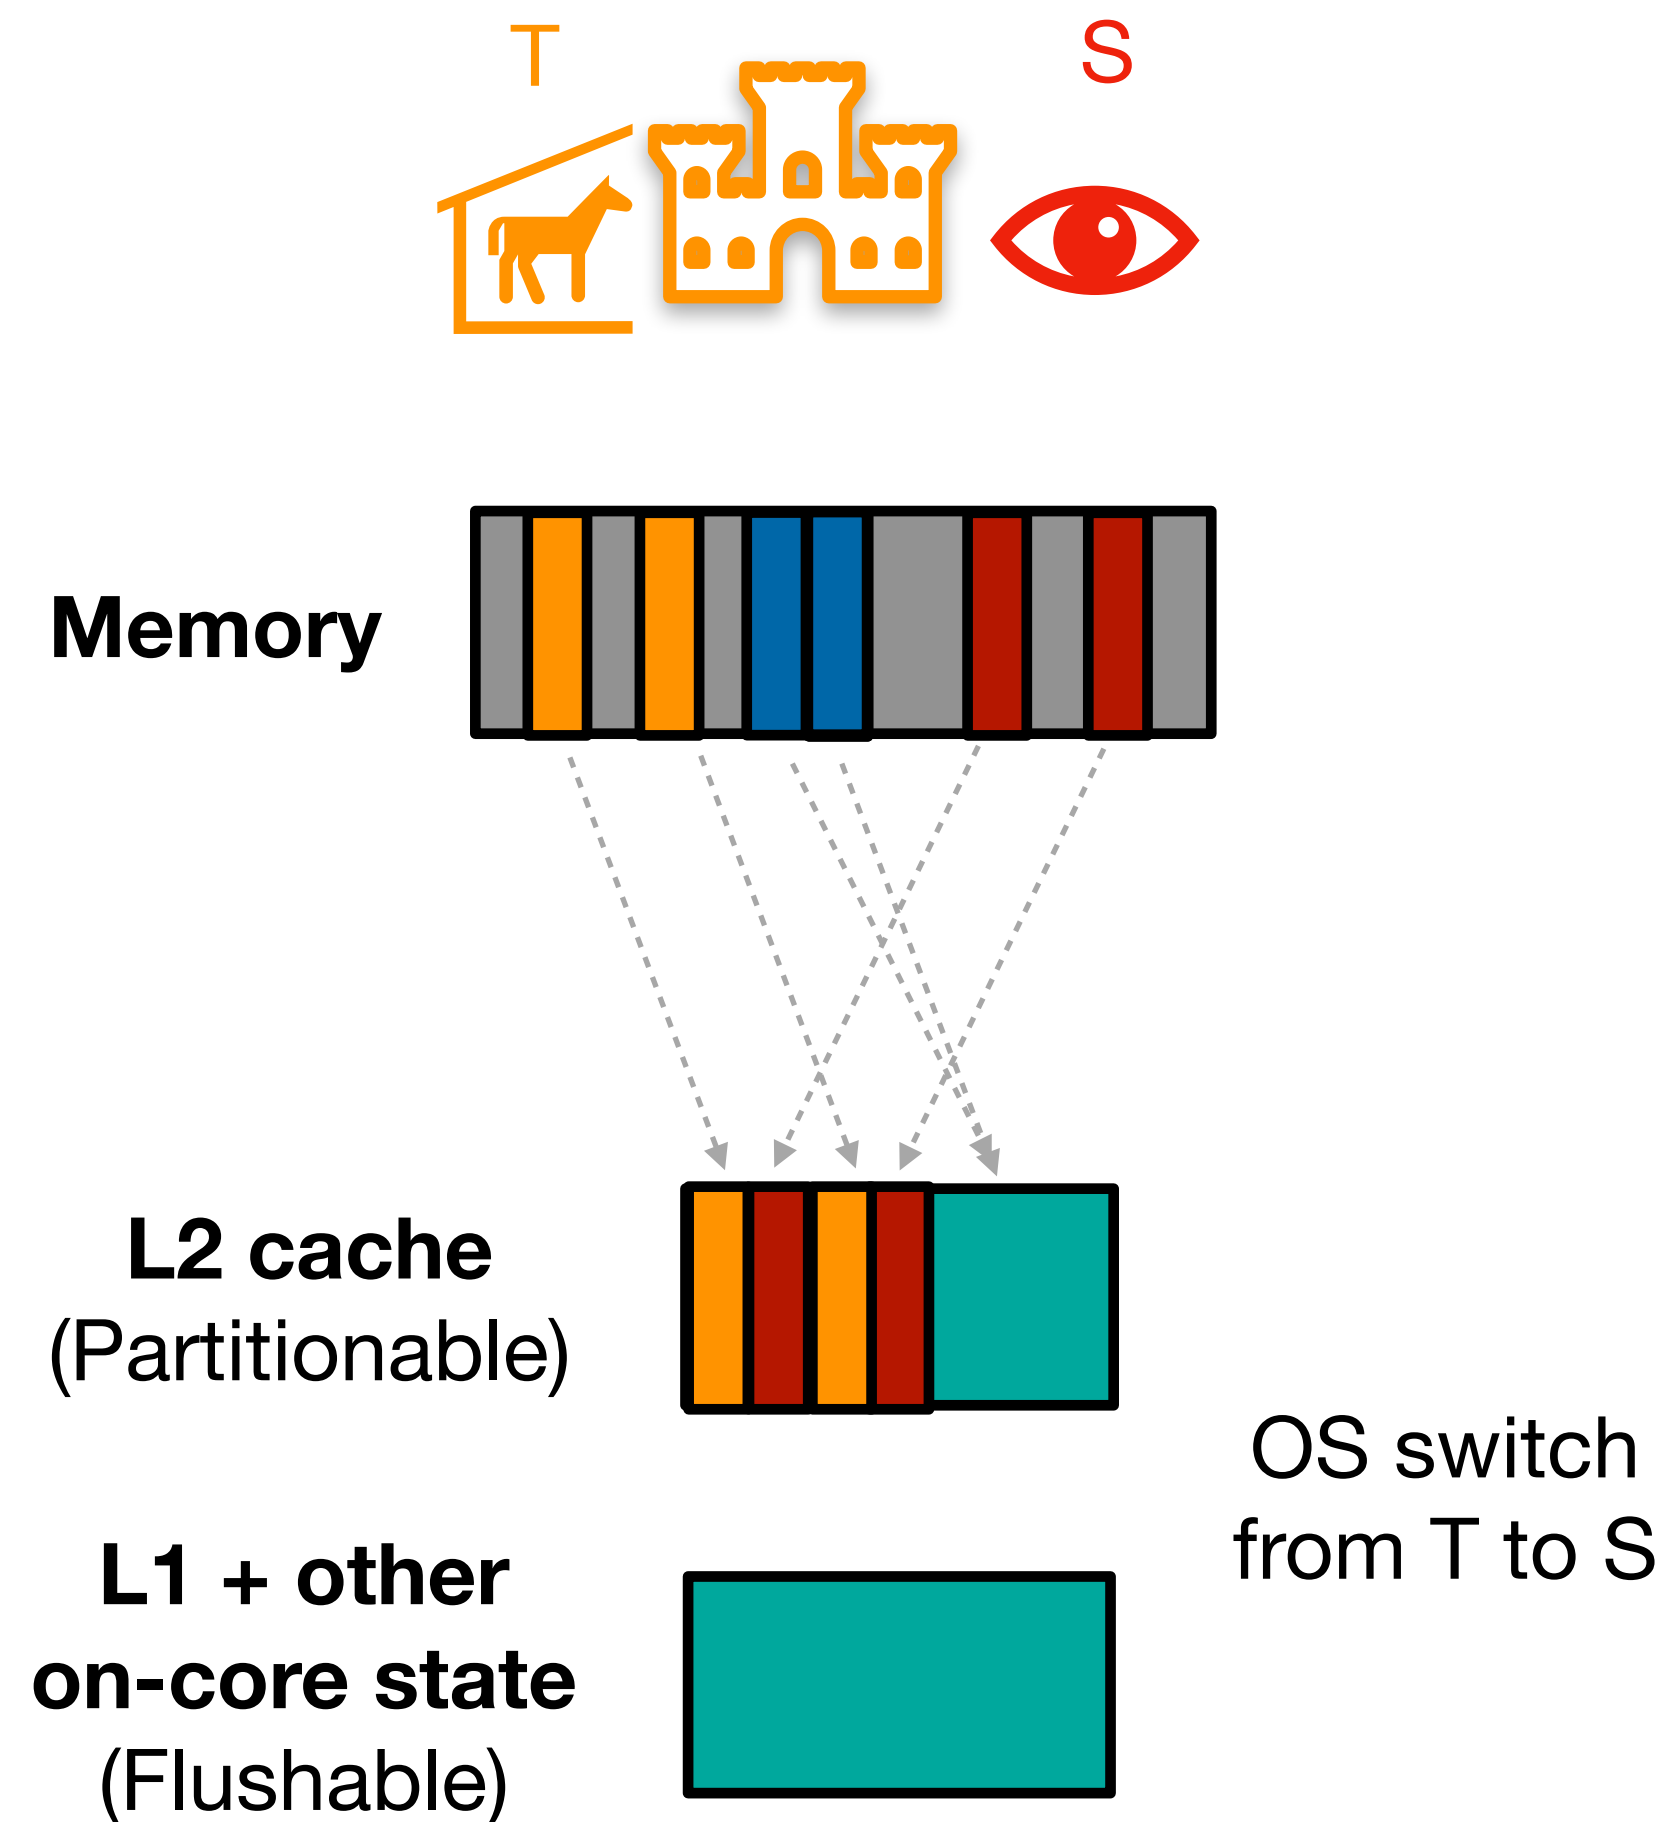 T
S
Memory
L2 cache
(Partitionable)
OS switch
from T to S
L1 + other
on-core state
(Flushable)